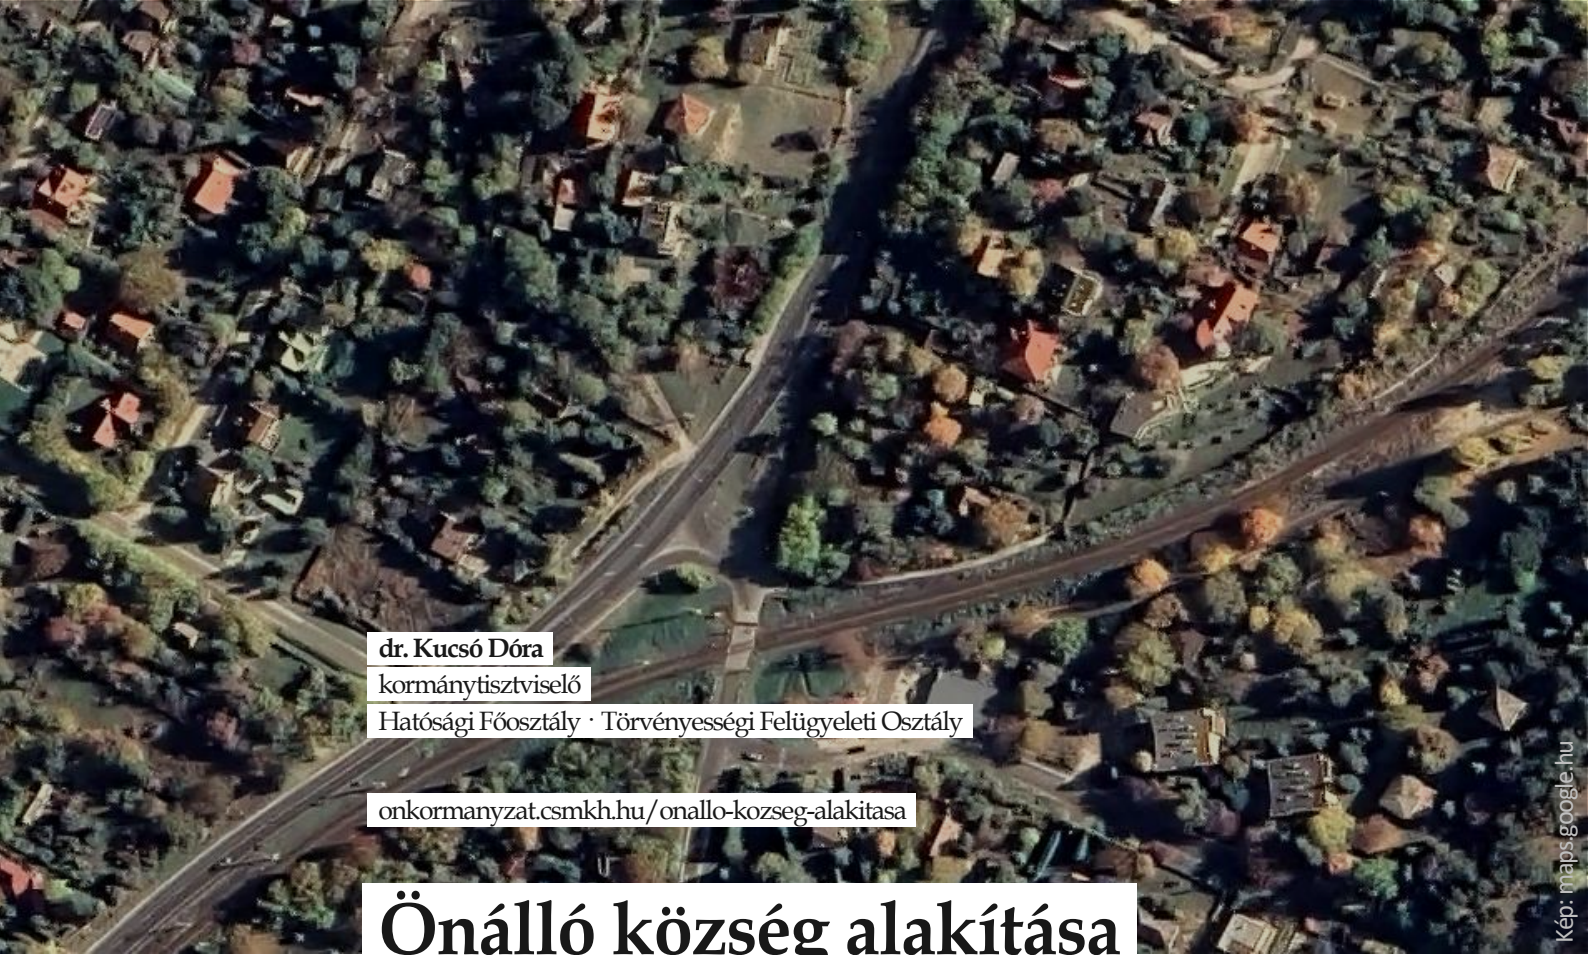 dr. Kucsó Dóra
kormánytisztviselő
Hatósági Főosztály · Törvényességi Felügyeleti Osztály
onkormanyzat.csmkh.hu/onallo-kozseg-alakitasa
Önálló község alakítása
Kép: maps.google.hu